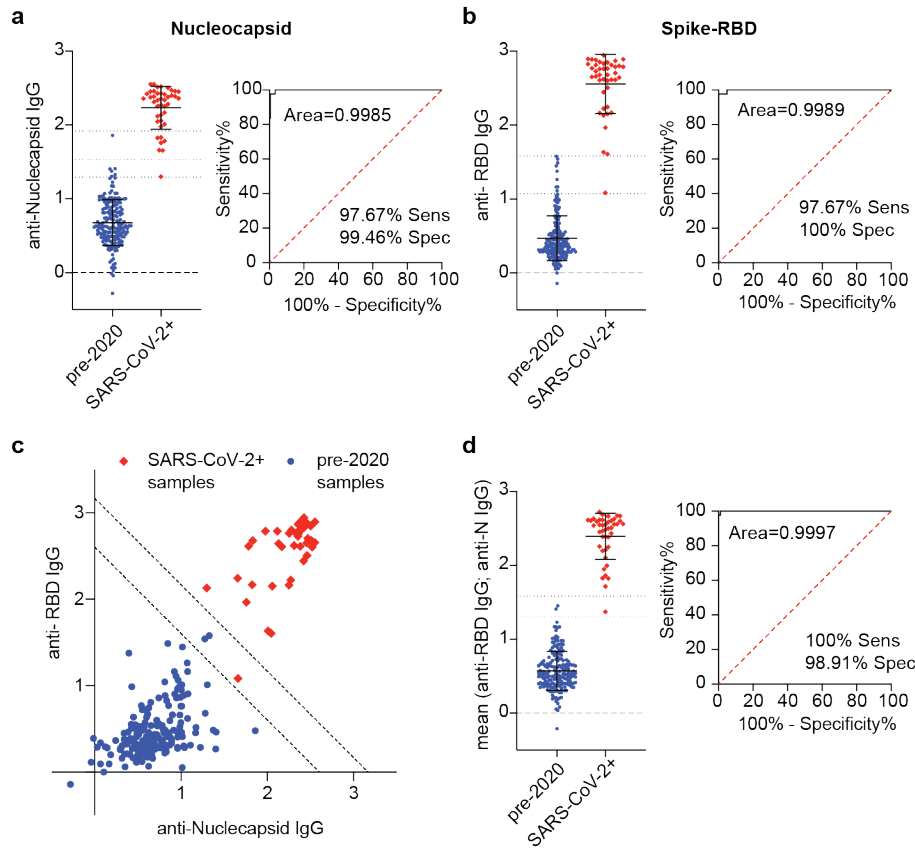 a
Nucleocapsid
3
2
1
0
anti-Nuclecapsid IgG
pre-2020
SARS-CoV-2+
100
80
60
40
20
0
Sensitivity%
Area=0.9985
97.67% Sens
99.46% Spec
0 20 40 60 80 100
100% - Specificity%
b
Spike-RBD
3
2
1
0
anti- RBD IgG
pre-2020
SARS-CoV-2+
100
80
60
40
20
0
Sensitivity%
Area=0.9989
97.67% Sens
100% Spec
0 20 40 60 80 100
100% - Specificity%
c
SARS-CoV-2+
samples
pre-2020
samples
3
2
1
anti- RBD IgG
1 2 3
anti-Nuclecapsid IgG
d
3
2
1
0
mean (anti-RBD IgG; anti-N IgG)
pre-2020
SARS-CoV-2+
100
80
60
40
20
0
Sensitivity%
Area=0.9997
100% Sens
98.91% Spec
0 20 40 60 80 100
100% - Specificity%